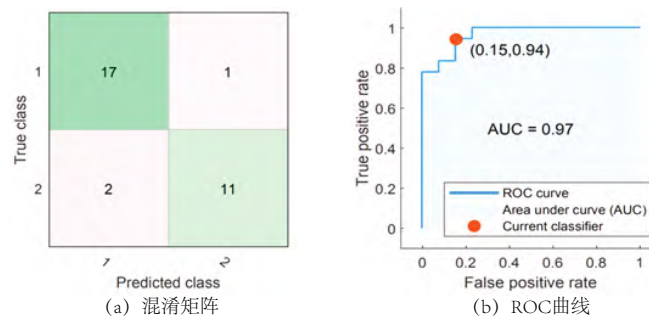 True class
1
17
1
2
2
11
1
2
Predicted class
(a) 混淆矩阵
True positive rate
1
0.8
0.6
0.4
0.2
0
(0.15,0.94)
AUC = 0.97
ROC curve
Area under curve (AUC)
Current classifier
0
0.2
0.4
0.6
0.8
1
False positive rate
(b) ROC曲线